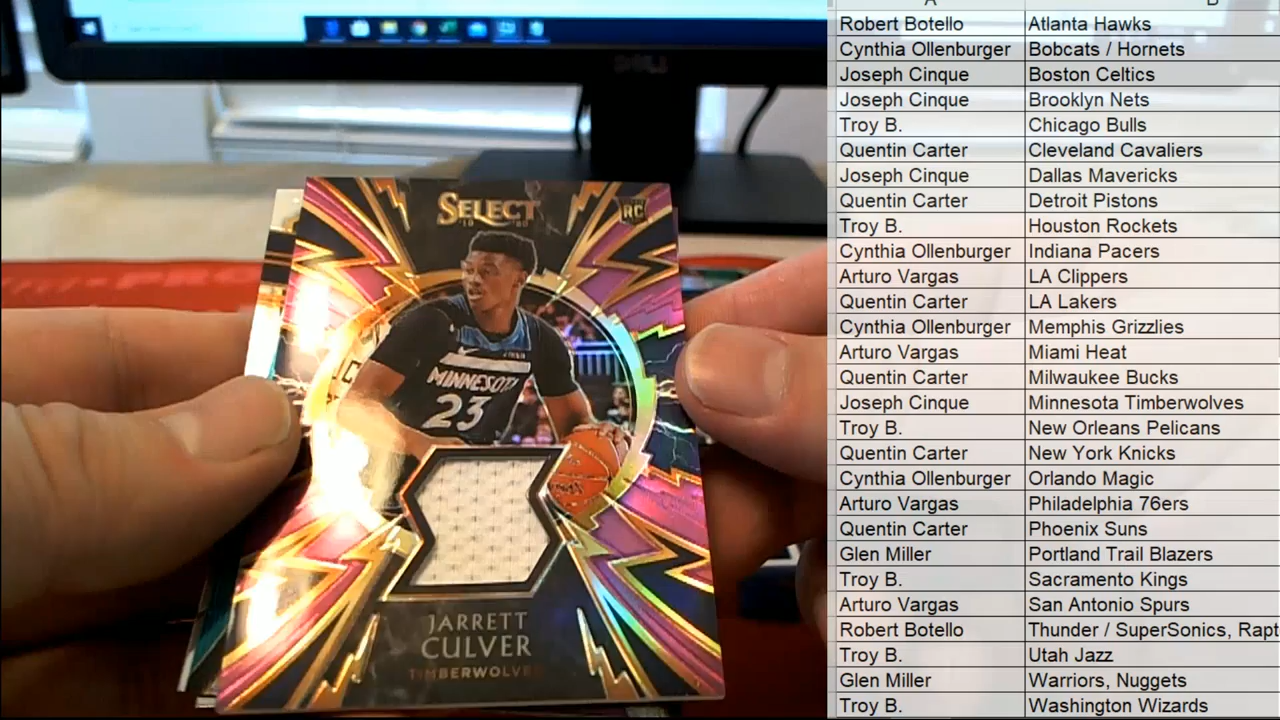 SELECT
19 20
RC
MINNESOTA
23
JARRETT
CULVER
TIMBERWOLVES
DELL
A B
Robert Botello Atlanta Hawks
Cynthia Ollenburger Bobcats / Hornets
Joseph Cinque Boston Celtics
Joseph Cinque Brooklyn Nets
Troy B. Chicago Bulls
Quentin Carter Cleveland Cavaliers
Joseph Cinque Dallas Mavericks
Quentin Carter Detroit Pistons
Troy B. Houston Rockets
Cynthia Ollenburger Indiana Pacers
Arturo Vargas LA Clippers
Quentin Carter LA Lakers
Cynthia Ollenburger Memphis Grizzlies
Arturo Vargas Miami Heat
Quentin Carter Milwaukee Bucks
Joseph Cinque Minnesota Timberwolves
Troy B. New Orleans Pelicans
Quentin Carter New York Knicks
Cynthia Ollenburger Orlando Magic
Arturo Vargas Philadelphia 76ers
Quentin Carter Phoenix Suns
Glen Miller Portland Trail Blazers
Troy B. Sacramento Kings
Arturo Vargas San Antonio Spurs
Robert Botello Thunder / SuperSonics, Rapt
Troy B. Utah Jazz
Glen Miller Warriors, Nuggets
Troy B. Washington Wizards